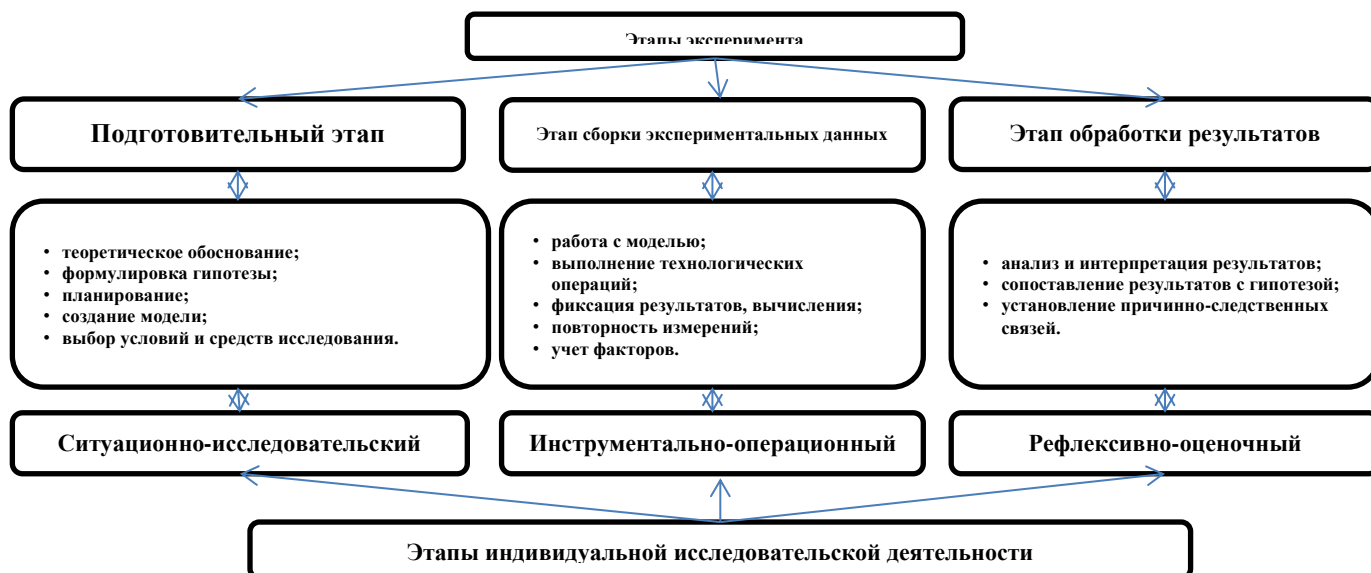 Этапы эксперимента
Подготовительный этап
Этап сборки экспериментальных данных
Этап обработки результатов
• теоретическое обоснование;
• формулировка гипотезы;
• планирование;
• создание модели;
• выбор условий и средств исследования.
• работа с моделью;
• выполнение технологических
операций;
• фиксация результатов, вычисления;
• повторность измерений;
• учет факторов.
• анализ и интерпретация результатов;
• сопоставление результатов с гипотезой;
• установление причинно-следственных
связей.
Ситуационно-исследовательский
Инструментально-операционный
Рефлексивно-оценочный
Этапы индивидуальной исследовательской деятельности